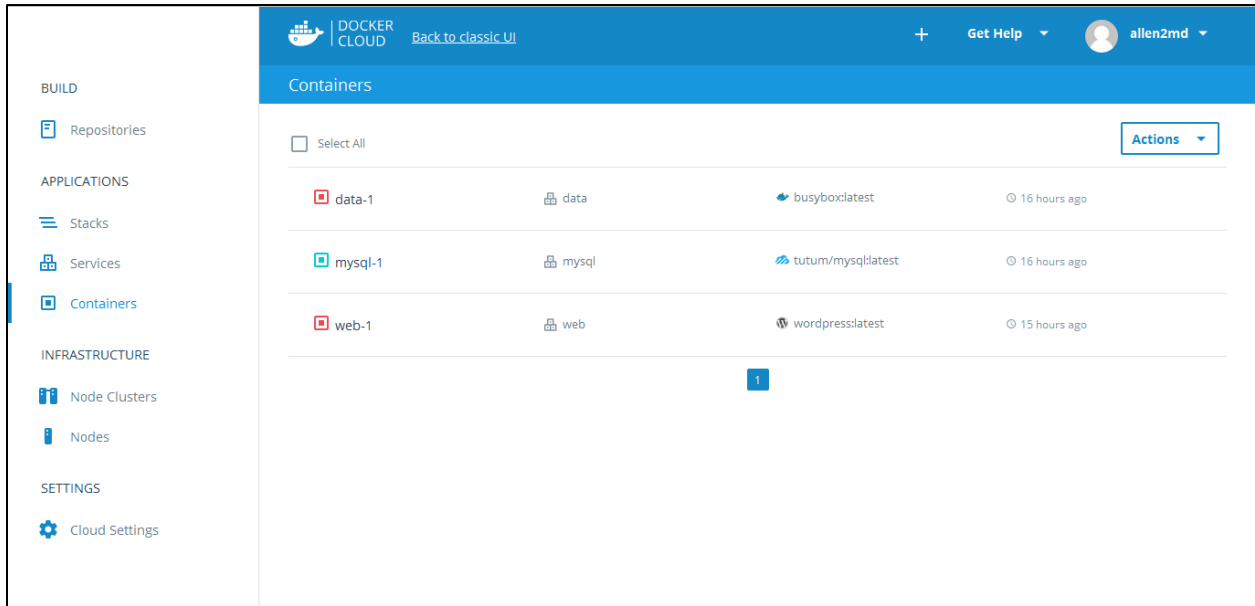 DOCKER
CLOUD
Back to classic UI
+
Get Help
allen2md
BUILD
Repositories
APPLICATIONS
Stacks
Services
Containers
INFRASTRUCTURE
Node Clusters
Nodes
SETTINGS
Cloud Settings
Containers
Select All
Actions
data-1 data busybox:latest 16 hours ago
mysql-1 mysql tutum/mysql:latest 16 hours ago
web-1 web wordpress:latest 15 hours ago
1